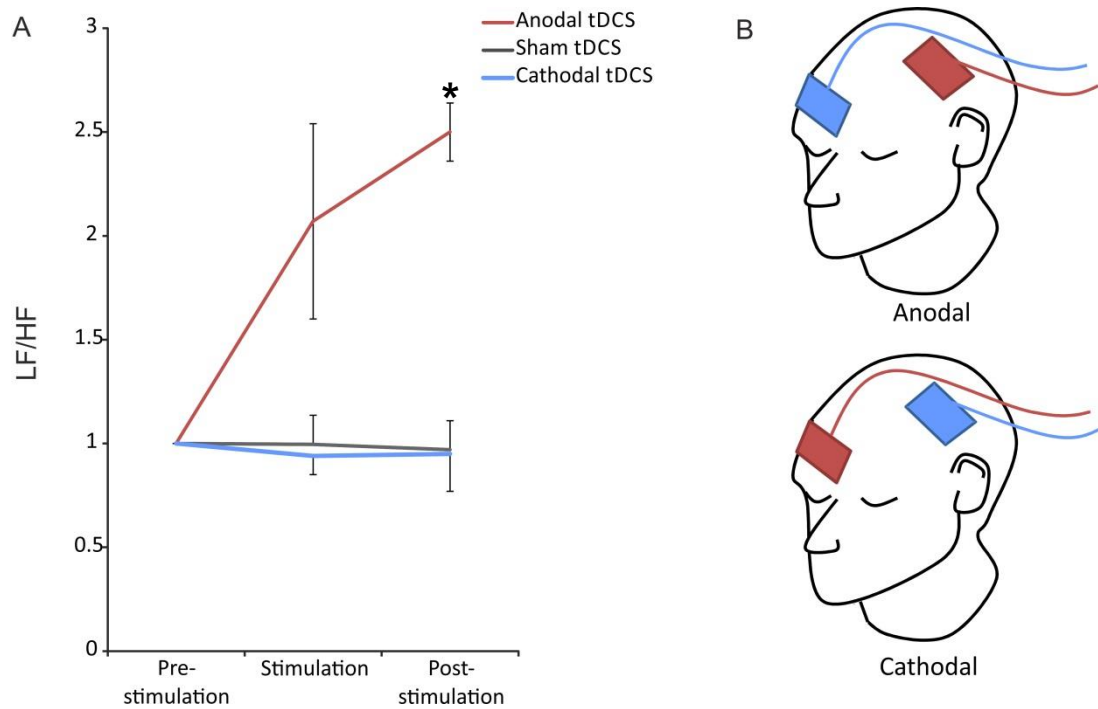 A
Anodal tDCS
Sham tDCS
Cathodal tDCS
3
2.5
2
1.5
1
0.5
0
LF/HF
*
Pre-
stimulation
Stimulation
Post-
stimulation
B
Anodal
Cathodal